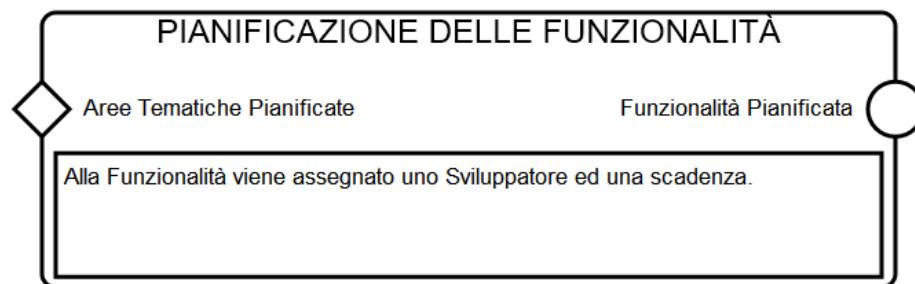 PIANIFICAZIONE DELLE FUNZIONALITÀ
Aree Tematiche Pianificate
Funzionalità Pianificata
Alla Funzionalità viene assegnato uno Sviluppatore ed una scadenza.